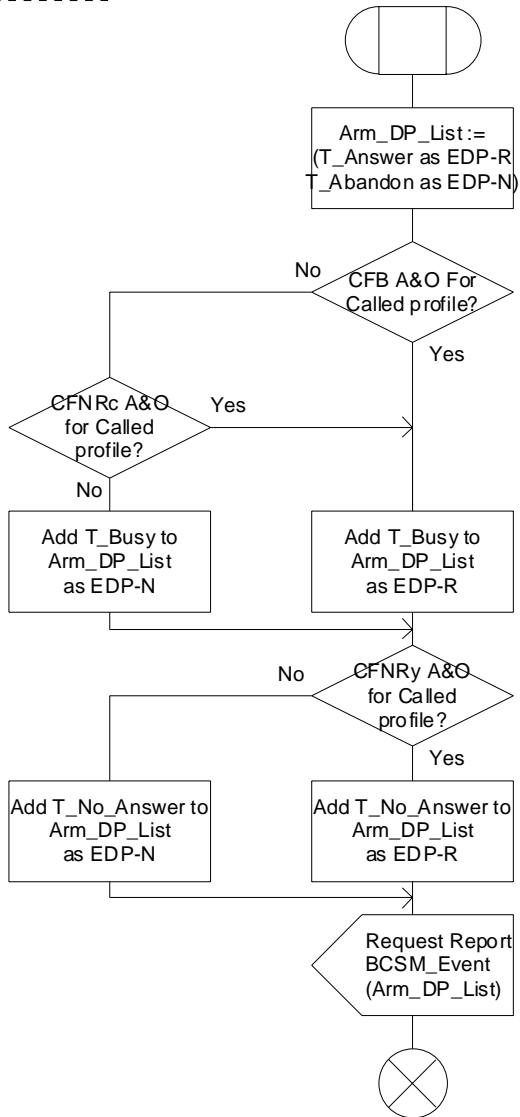 Arm_DP_List :=
(T_Answer as EDP-R
T_Abandon as EDP-N)
No
CFB A&O For
Called profile?
Yes
CFNRc A&O
for Called
profile?
Yes
No
Add T_Busy to
Arm_DP_List
as EDP-N
Add T_Busy to
Arm_DP_List
as EDP-R
No
CFNRy A&O
for Called
profile?
Yes
Add T_No_Answer to
Arm_DP_List
as EDP-N
Add T_No_Answer to
Arm_DP_List
as EDP-R
Request Report
BCSM_Event
(Arm_DP_List)